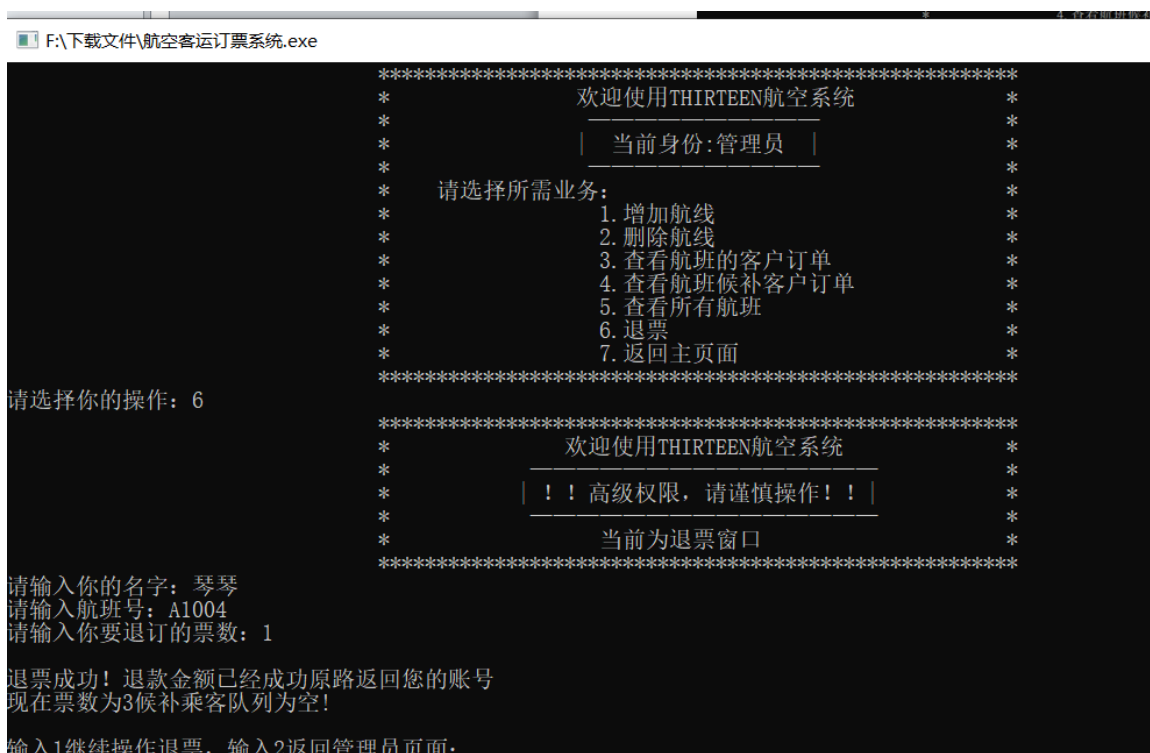 4.查看航班候补
F:\下载文件\航空客运订票系统.exe
*******************************************************
* 欢迎使用THIRTEEN航空系统 *
* —————————— *
* | 当前身份:管理员 | *
* —————————— *
* 请选择所需业务: *
* 1.增加航线 *
* 2.删除航线 *
* 3.查看航班的客户订单 *
* 4.查看航班候补客户订单 *
* 5.查看所有航班 *
* 6.退票 *
* 7.返回主页面 *
*******************************************************
请选择你的操作: 6
*******************************************************
* 欢迎使用THIRTEEN航空系统 *
* ——————————————— *
* |!!高级权限，请谨慎操作!!| *
* ——————————————— *
* 当前为退票窗口 *
*******************************************************
请输入你的名字: 琴琴
请输入航班号: A1004
请输入你要退订的票数: 1
退票成功! 退款金额已经成功原路返回您的账号
现在票数为3候补乘客队列为空!
输入1继续操作退票，输入2返回管理员页面: